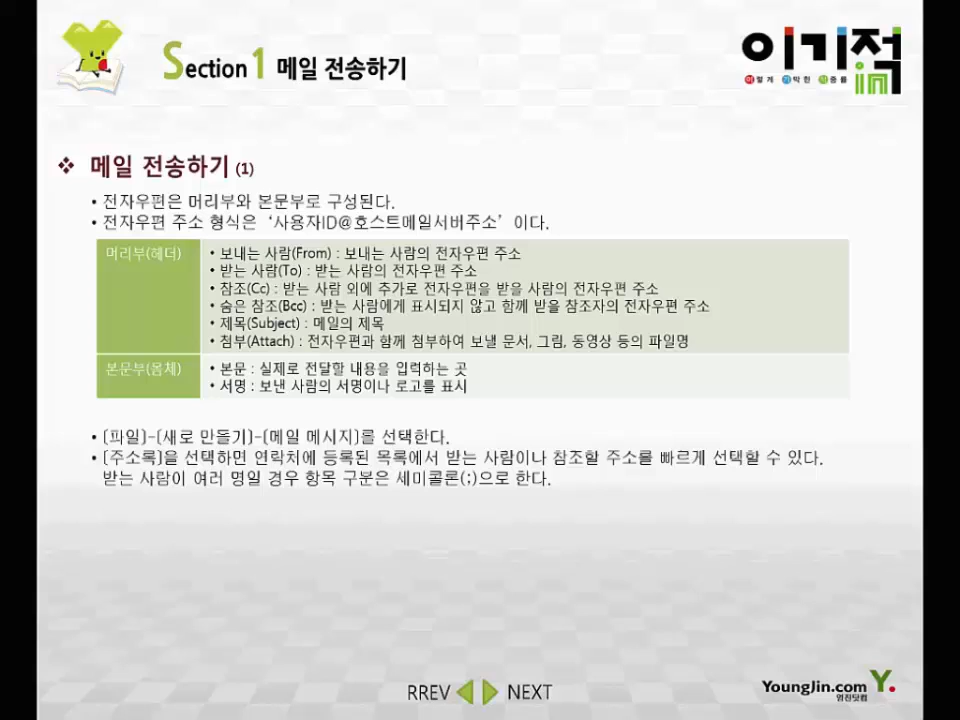 Section 1 메일 전송하기
이기적 in
이렇게 기막힌 적중률
❖ 메일 전송하기 (1)
• 전자우편은 머리부와 본문부로 구성된다.
• 전자우편 주소 형식은 ‘사용자ID@호스트메일서버주소’ 이다.
머리부(헤더)
• 보내는 사람(From) : 보내는 사람의 전자우편 주소
• 받는 사람(To) : 받는 사람의 전자우편 주소
• 참조(Cc) : 받는 사람 외에 추가로 전자우편을 받을 사람의 전자우편 주소
• 숨은 참조(Bcc) : 받는 사람에게 표시되지 않고 함께 받을 참조자의 전자우편 주소
• 제목(Subject) : 메일의 제목
• 첨부(Attach) : 전자우편과 함께 첨부하여 보낼 문서, 그림, 동영상 등의 파일명
본문부(몸체)
• 본문 : 실제로 전달할 내용을 입력하는 곳
• 서명 : 보낸 사람의 서명이나 로고를 표시
• [파일]-[새로 만들기]-[메일 메시지]를 선택한다.
• [주소록]을 선택하면 연락처에 등록된 목록에서 받는 사람이나 참조할 주소를 빠르게 선택할 수 있다.
받는 사람이 여러 명일 경우 항목 구분은 세미콜론(;)으로 한다.
RREV NEXT
YoungJin.com Y.
영진닷컴